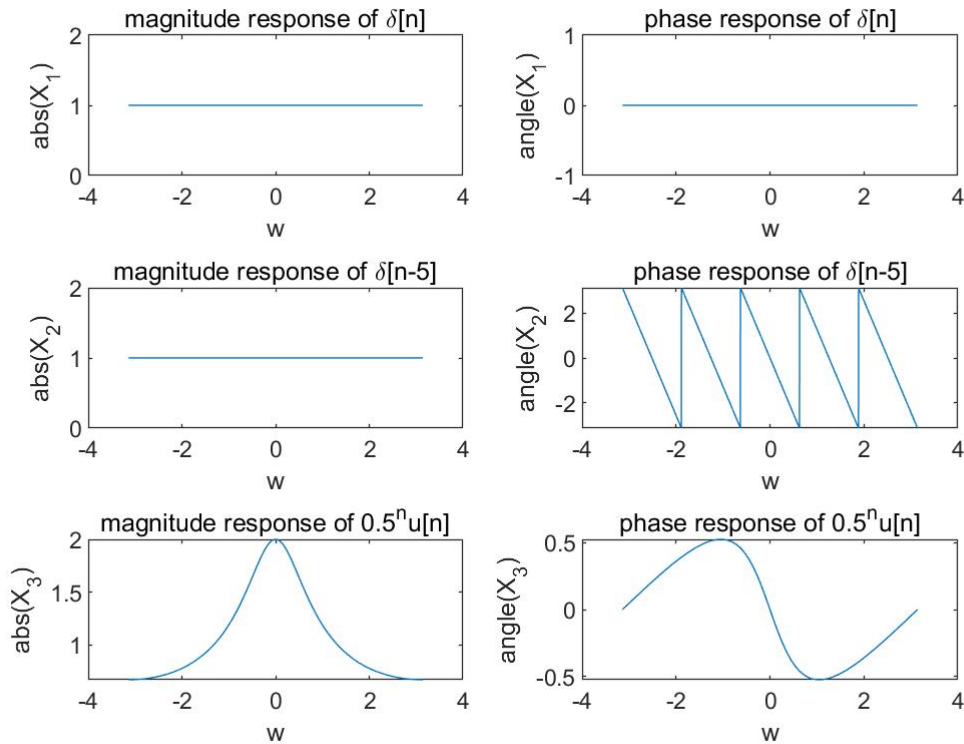 magnitude response of δ[n]
abs(X₁)
2
1
0
-4 -2 0 2 4
w
phase response of δ[n]
angle(X₁)
1
0
-1
-4 -2 0 2 4
w
magnitude response of δ[n-5]
abs(X₂)
2
1
0
-4 -2 0 2 4
w
phase response of δ[n-5]
angle(X₂)
2
0
-2
-4 -2 0 2 4
w
magnitude response of 0.5ⁿu[n]
abs(X₃)
2
1.5
1
-4 -2 0 2 4
w
phase response of 0.5ⁿu[n]
angle(X₃)
0.5
0
-0.5
-4 -2 0 2 4
w